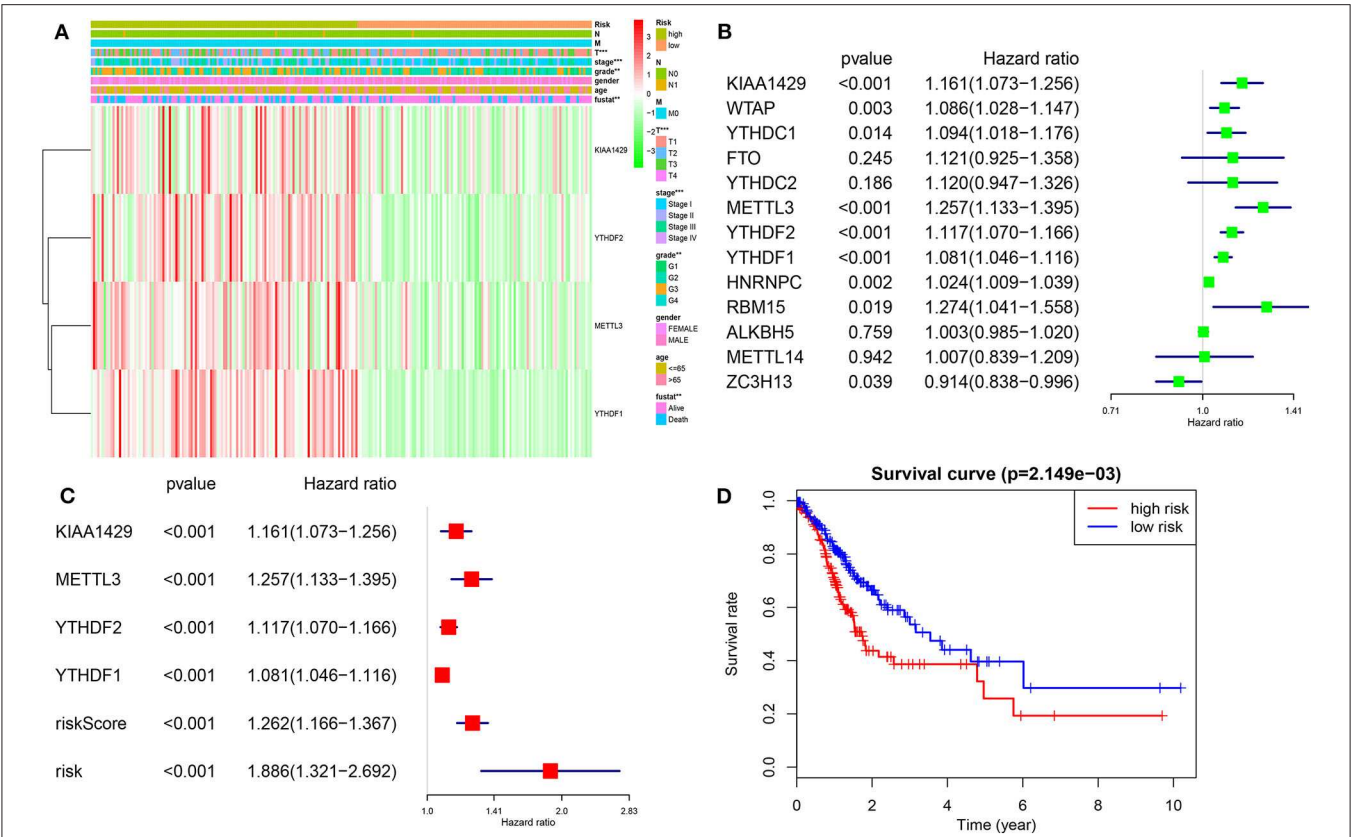 A
Risk
N
M
T***
stage***
grade**
gender
age
fustat**
KIAA1429
YTHDF2
METTL3
YTHDF1
3
2
1
0
−1
−2
−3
Risk
high
low
N
N0
N1
M
M0
T***
T1
T2
T3
T4
stage***
Stage I
Stage II
Stage III
Stage IV
grade**
G1
G2
G3
G4
gender
FEMALE
MALE
age
<=65
>65
fustat**
Alive
Death
B
pvalue Hazard ratio
KIAA1429 <0.001 1.161(1.073−1.256)
WTAP 0.003 1.086(1.028−1.147)
YTHDC1 0.014 1.094(1.018−1.176)
FTO 0.245 1.121(0.925−1.358)
YTHDC2 0.186 1.120(0.947−1.326)
METTL3 <0.001 1.257(1.133−1.395)
YTHDF2 <0.001 1.117(1.070−1.166)
YTHDF1 <0.001 1.081(1.046−1.116)
HNRNPC 0.002 1.024(1.009−1.039)
RBM15 0.019 1.274(1.041−1.558)
ALKBH5 0.759 1.003(0.985−1.020)
METTL14 0.942 1.007(0.839−1.209)
ZC3H13 0.039 0.914(0.838−0.996)
0.71 1.0 1.41
Hazard ratio
C
pvalue Hazard ratio
KIAA1429 <0.001 1.161(1.073−1.256)
METTL3 <0.001 1.257(1.133−1.395)
YTHDF2 <0.001 1.117(1.070−1.166)
YTHDF1 <0.001 1.081(1.046−1.116)
riskScore <0.001 1.262(1.166−1.367)
risk <0.001 1.886(1.321−2.692)
1.0 1.41 2.0 2.83
Hazard ratio
D
Survival curve (p=2.149e−03)
high risk
low risk
Survival rate
1.0
0.8
0.6
0.4
0.2
0.0
0 2 4 6 8 10
Time (year)